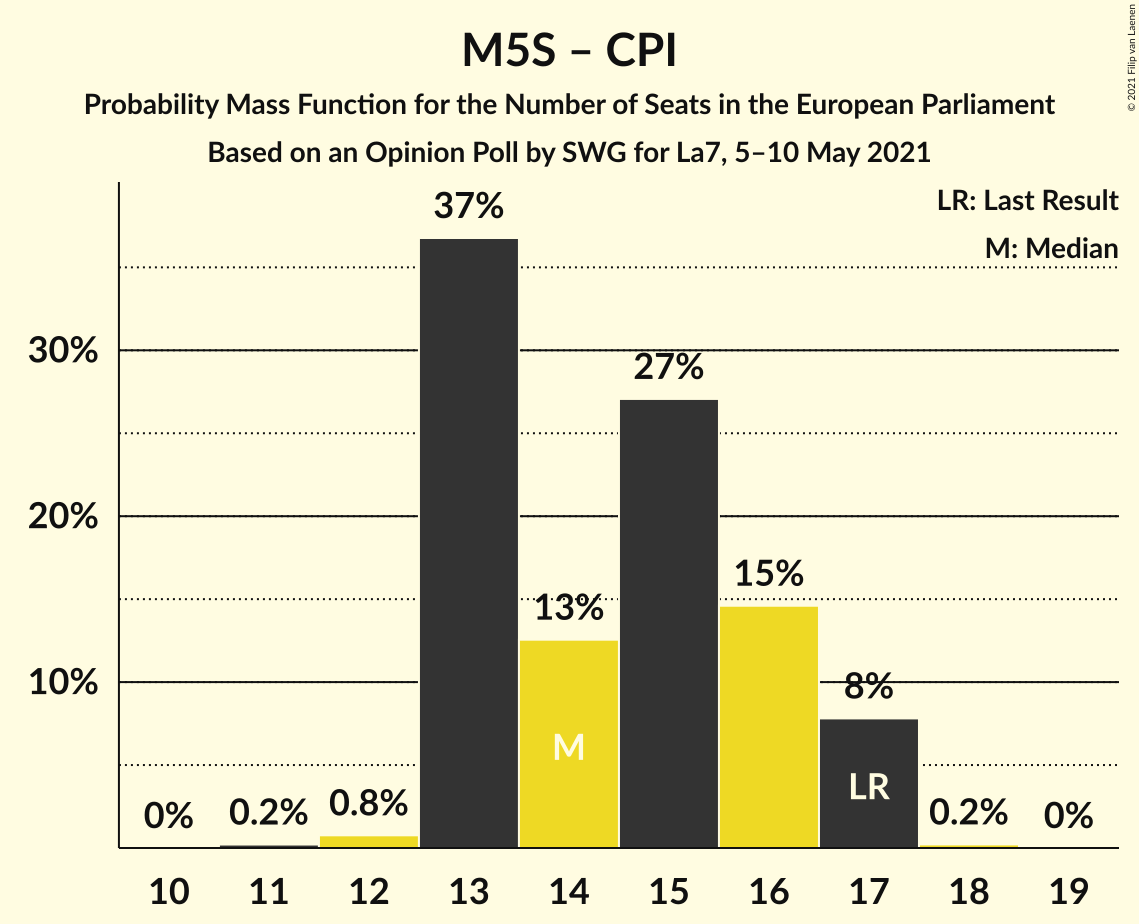 M5S – CPI
Probability Mass Function for the Number of Seats in the European Parliament
Based on an Opinion Poll by SWG for La7, 5–10 May 2021
© 2021 Filip van Laenen
LR: Last Result
M: Median
37%
30%
27%
20%
15%
13%
10%
8%
M
LR
0%
0.2%
0.8%
0.2%
0%
10 11 12 13 14 15 16 17 18 19